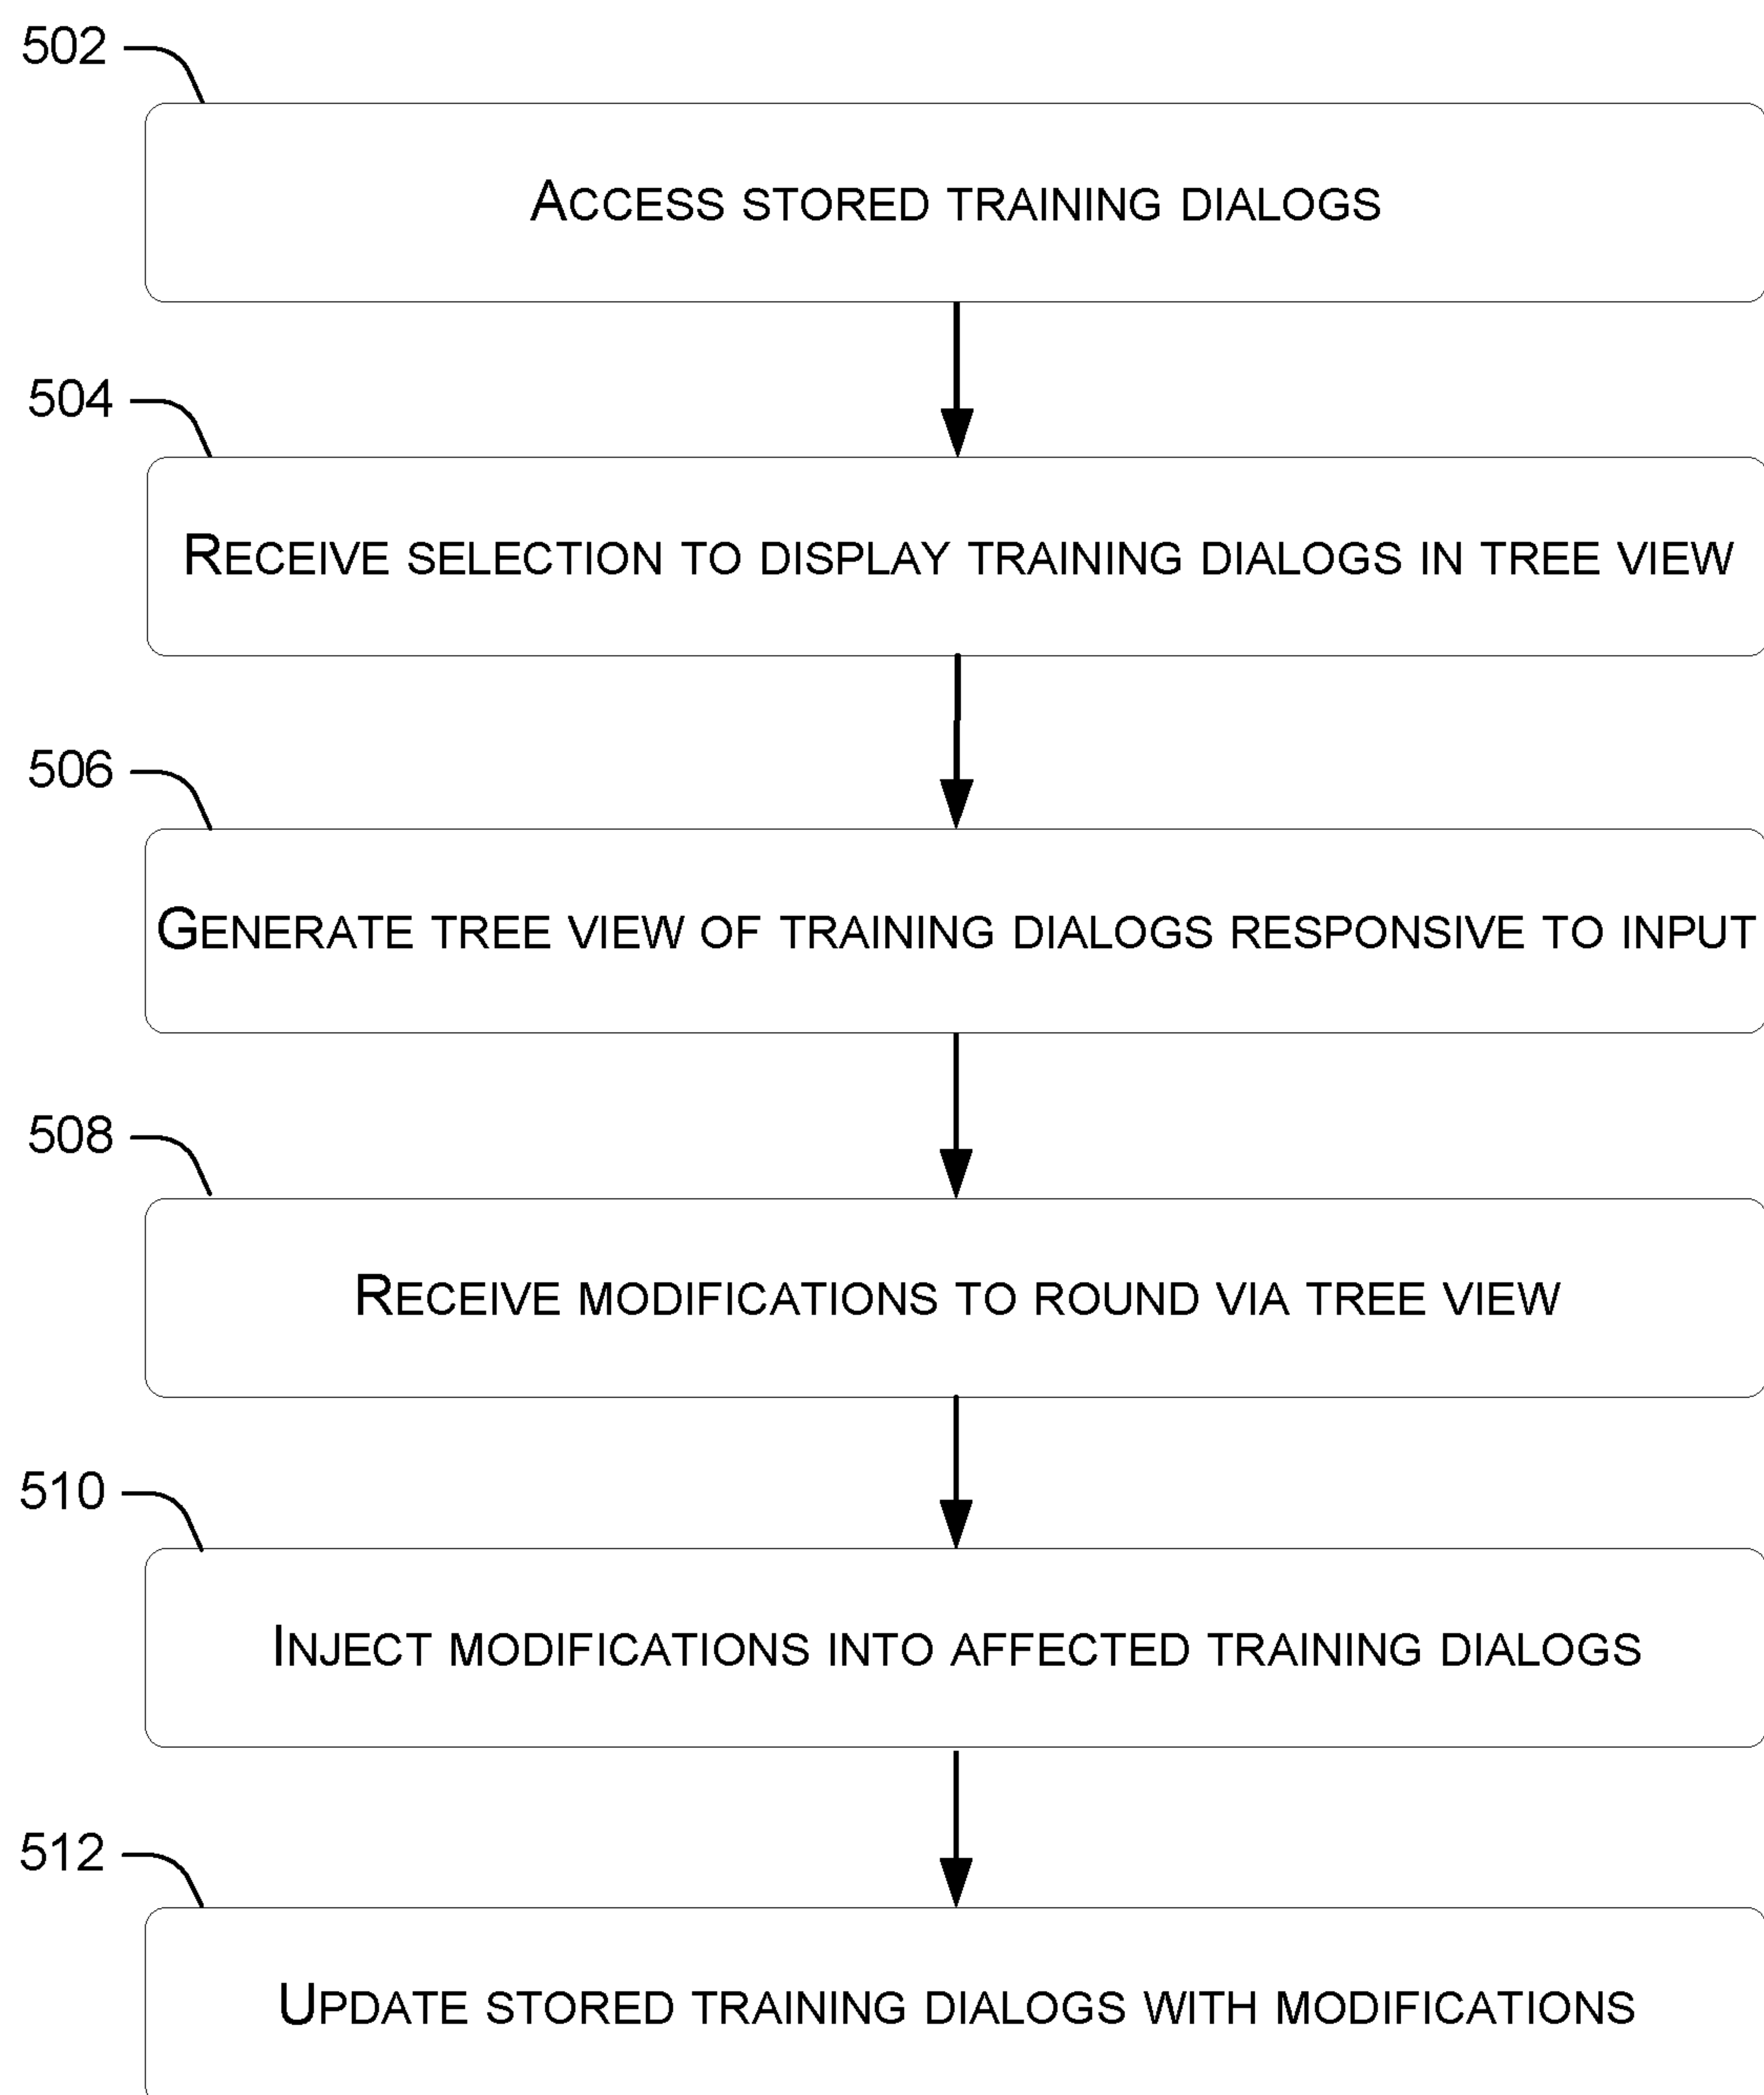 502
ACCESS STORED TRAINING DIALOGS
504
RECEIVE SELECTION TO DISPLAY TRAINING DIALOGS IN TREE VIEW
506
GENERATE TREE VIEW OF TRAINING DIALOGS RESPONSIVE TO INPUT
508
RECEIVE MODIFICATIONS TO ROUND VIA TREE VIEW
510
INJECT MODIFICATIONS INTO AFFECTED TRAINING DIALOGS
512
UPDATE STORED TRAINING DIALOGS WITH MODIFICATIONS